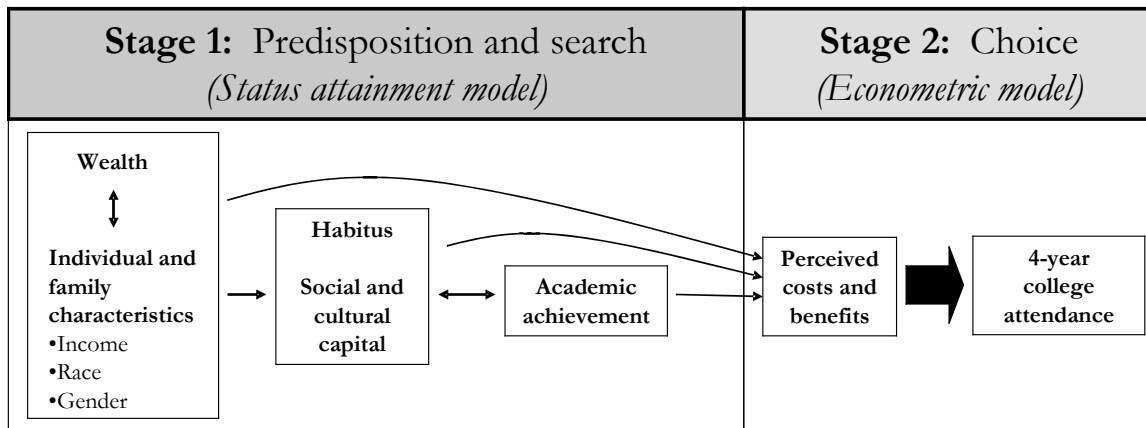 Stage 1: Predisposition and search
(Status attainment model)
Stage 2: Choice
(Econometric model)
Wealth
Individual and
family
characteristics
•Income
•Race
•Gender
Habitus
Social and
cultural
capital
Academic
achievement
Perceived
costs and
benefits
4-year
college
attendance